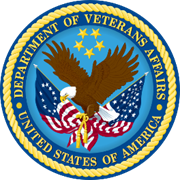 DEPARTMENT OF VETERANS AFFAIRS
UNITED STATES OF AMERICA